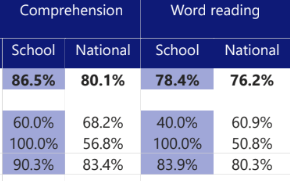 Comprehension Word reading
School National School National
86.5% 80.1% 78.4% 76.2%
60.0% 68.2% 40.0% 60.9%
100.0% 56.8% 100.0% 50.8%
90.3% 83.4% 83.9% 80.3%